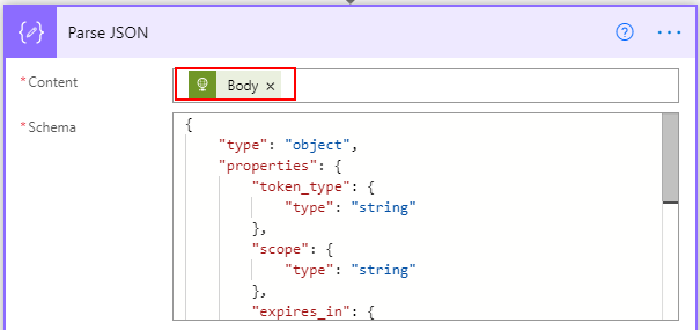 Parse JSON
* Content
Body ×
* Schema
{
"type": "object",
"properties": {
"token_type": {
"type": "string"
},
"scope": {
"type": "string"
},
"expires_in": {